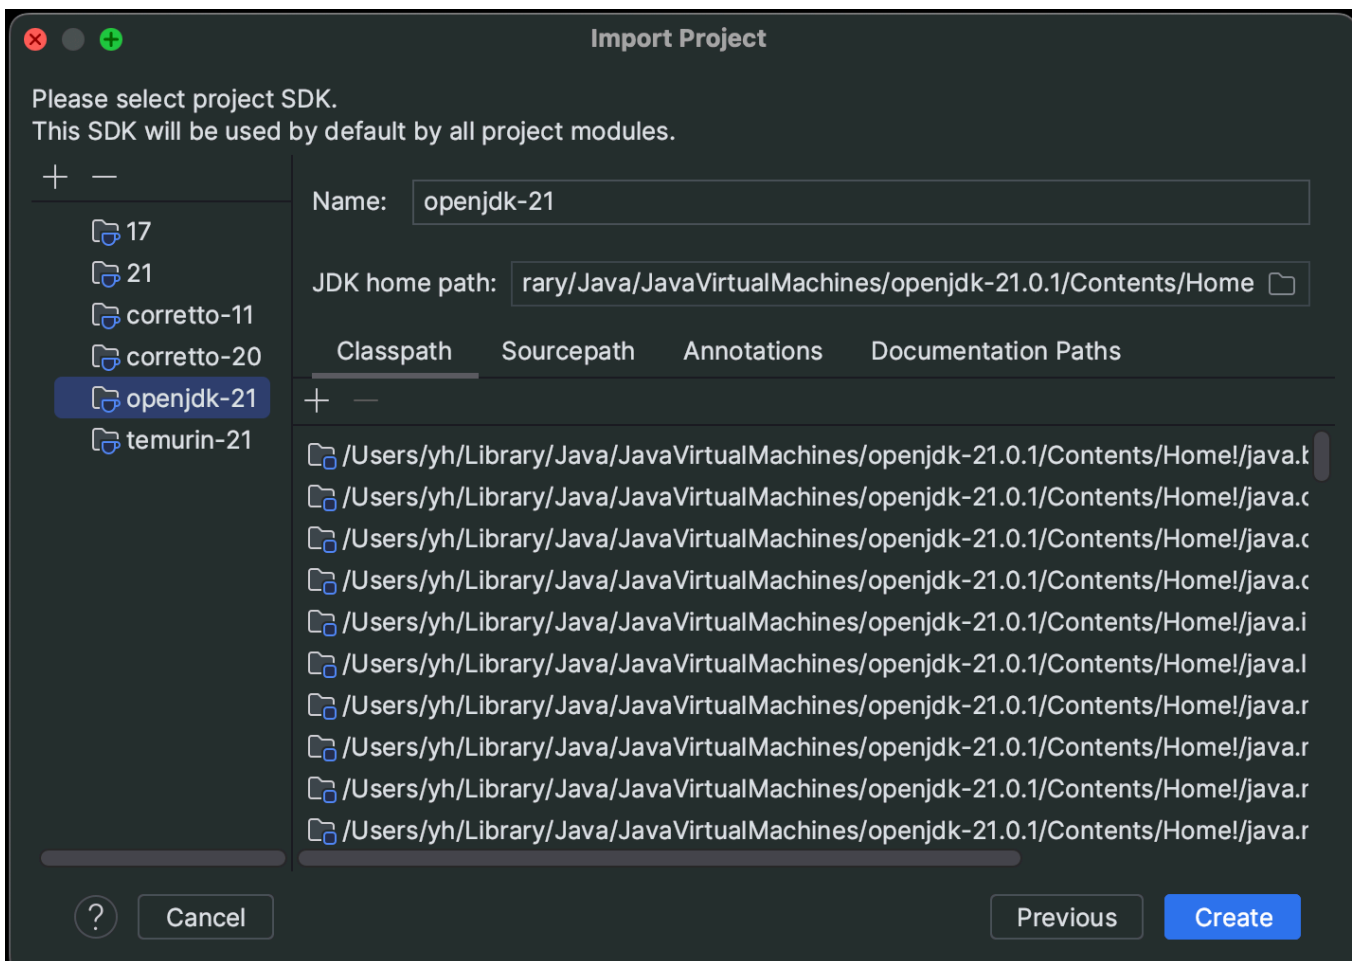 Import Project
Please select project SDK.
This SDK will be used by default by all project modules.
17
21
corretto-11
corretto-20
openjdk-21
temurin-21
Name: openjdk-21
JDK home path: rary/Java/JavaVirtualMachines/openjdk-21.0.1/Contents/Home
Classpath Sourcepath Annotations Documentation Paths
/Users/yh/Library/Java/JavaVirtualMachines/openjdk-21.0.1/Contents/Home!/java.b
/Users/yh/Library/Java/JavaVirtualMachines/openjdk-21.0.1/Contents/Home!/java.c
/Users/yh/Library/Java/JavaVirtualMachines/openjdk-21.0.1/Contents/Home!/java.c
/Users/yh/Library/Java/JavaVirtualMachines/openjdk-21.0.1/Contents/Home!/java.c
/Users/yh/Library/Java/JavaVirtualMachines/openjdk-21.0.1/Contents/Home!/java.i
/Users/yh/Library/Java/JavaVirtualMachines/openjdk-21.0.1/Contents/Home!/java.l
/Users/yh/Library/Java/JavaVirtualMachines/openjdk-21.0.1/Contents/Home!/java.r
/Users/yh/Library/Java/JavaVirtualMachines/openjdk-21.0.1/Contents/Home!/java.r
/Users/yh/Library/Java/JavaVirtualMachines/openjdk-21.0.1/Contents/Home!/java.r
/Users/yh/Library/Java/JavaVirtualMachines/openjdk-21.0.1/Contents/Home!/java.r
? Cancel Previous Create